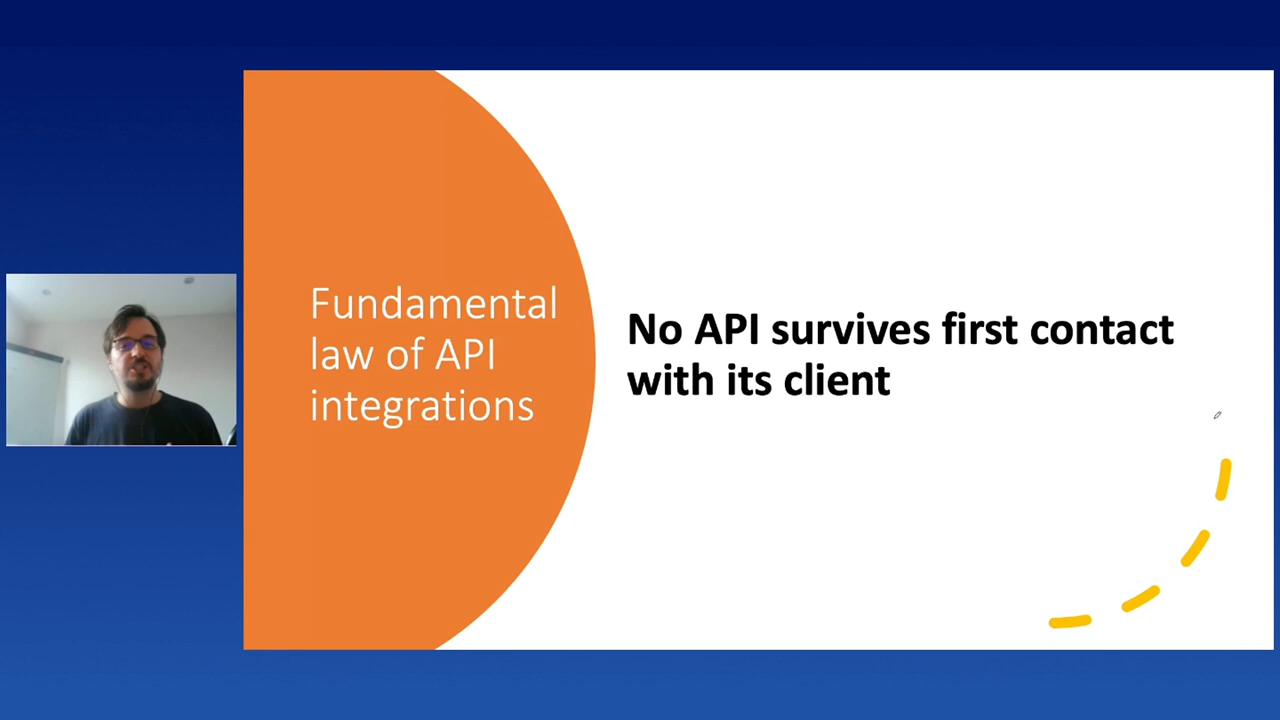 Fundamental
law of API
integrations
No API survives first contact
with its client